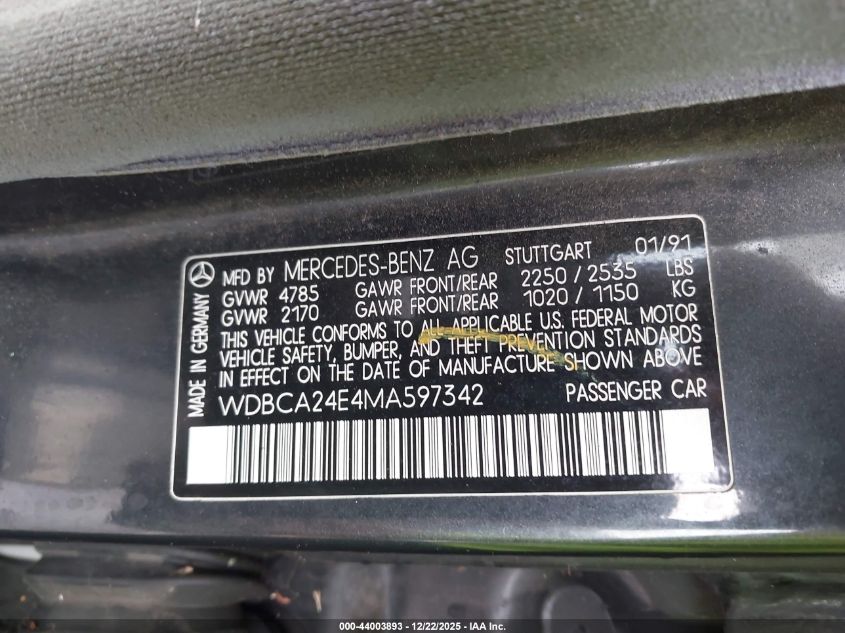 MADE IN GERMANY
MFD BY MERCEDES-BENZ AG STUTTGART 01/91
GVWR 4785 GAWR FRONT/REAR 2250 / 2535 LBS
GVWR 2170 GAWR FRONT/REAR 1020 / 1150 KG
THIS VEHICLE CONFORMS TO ALL APPLICABLE U.S. FEDERAL MOTOR
VEHICLE SAFETY, BUMPER, AND THEFT PREVENTION STANDARDS
IN EFFECT ON THE DATE OF MANUFACTURE SHOWN ABOVE
WDBCA24E4MA597342 PASSENGER CAR
000-44003893 - 12/22/2025 - IAA Inc.